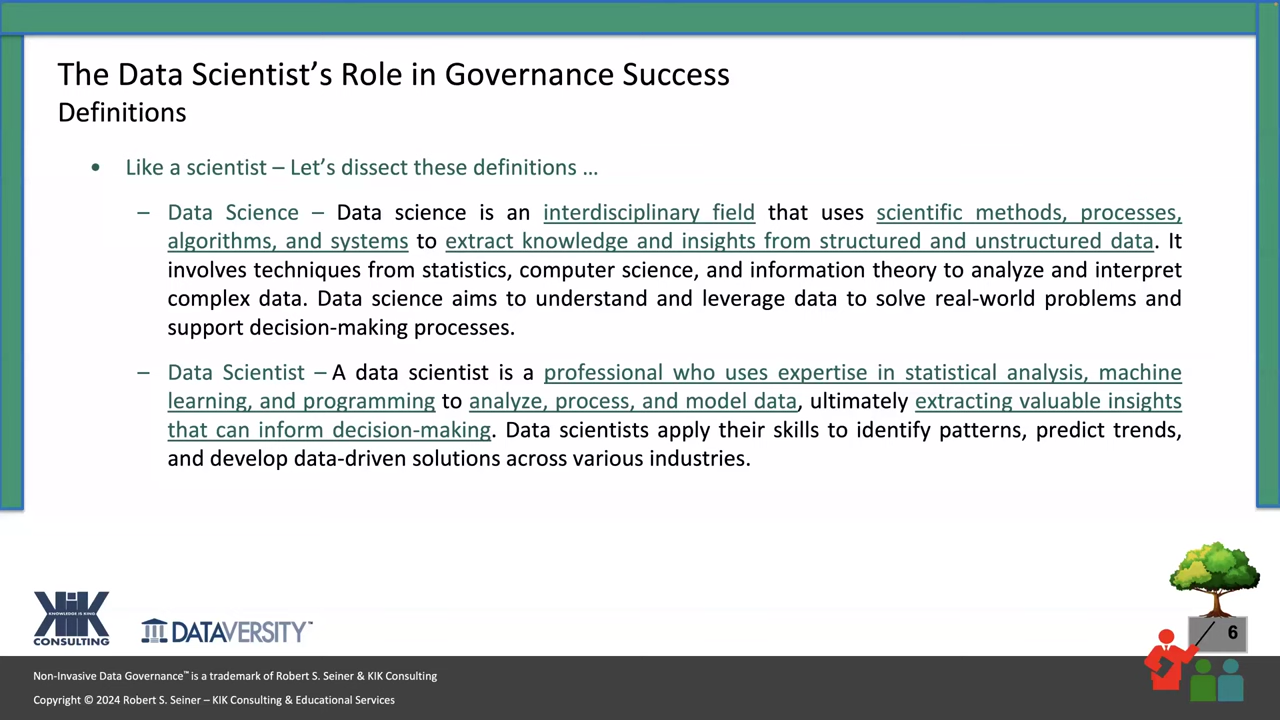 The Data Scientist’s Role in Governance Success
Definitions
• Like a scientist – Let’s dissect these definitions …
– Data Science – Data science is an interdisciplinary field that uses scientific methods, processes,
algorithms, and systems to extract knowledge and insights from structured and unstructured data. It
involves techniques from statistics, computer science, and information theory to analyze and interpret
complex data. Data science aims to understand and leverage data to solve real-world problems and
support decision-making processes.
– Data Scientist – A data scientist is a professional who uses expertise in statistical analysis, machine
learning, and programming to analyze, process, and model data, ultimately extracting valuable insights
that can inform decision-making. Data scientists apply their skills to identify patterns, predict trends,
and develop data-driven solutions across various industries.
KIK
KNOWLEDGE IS KING
CONSULTING
DATAVERSITY™
6
Non-Invasive Data Governance™ is a trademark of Robert S. Seiner & KIK Consulting
Copyright © 2024 Robert S. Seiner – KIK Consulting & Educational Services